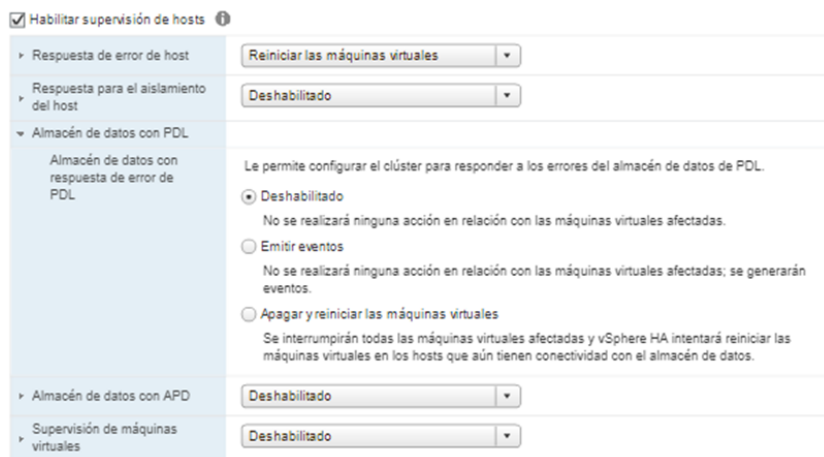 Habilitar supervisión de hosts
Respuesta de error de host
Reiniciar las máquinas virtuales
Respuesta para el aislamiento
del host
Deshabilitado
Almacén de datos con PDL
Almacén de datos con
respuesta de error de
PDL
Le permite configurar el clúster para responder a los errores del almacén de datos de PDL.
Deshabilitado
No se realizará ninguna acción en relación con las máquinas virtuales afectadas.
Emitir eventos
No se realizará ninguna acción en relación con las máquinas virtuales afectadas; se generarán
eventos.
Apagar y reiniciar las máquinas virtuales
Se interrumpirán todas las máquinas virtuales afectadas y vSphere HA intentará reiniciar las
máquinas virtuales en los hosts que aún tienen conectividad con el almacén de datos.
Almacén de datos con APD
Deshabilitado
Supervisión de máquinas
virtuales
Deshabilitado